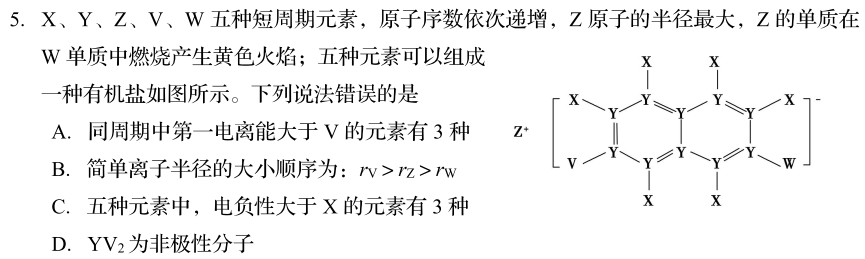 5. X、Y、Z、V、W 五种短周期元素，原子序数依次递增，Z 原子的半径最大，Z 的单质在
W 单质中燃烧产生黄色火焰；五种元素可以组成
一种有机盐如图所示。下列说法错误的是
A. 同周期中第一电离能大于 V 的元素有 3 种
B. 简单离子半径的大小顺序为：rV > rZ > rW
C. 五种元素中，电负性大于 X 的元素有 3 种
D. YV2 为非极性分子
X X
X Y Y X
Y Y Y
Z+ [ ]-
Y Y Y
V Y Y W
X X